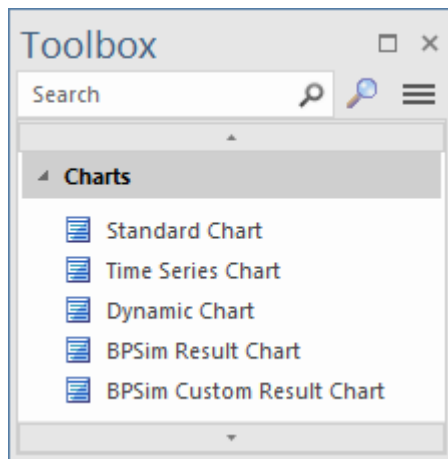 Toolbox
Search
Charts
Standard Chart
Time Series Chart
Dynamic Chart
BPSim Result Chart
BPSim Custom Result Chart